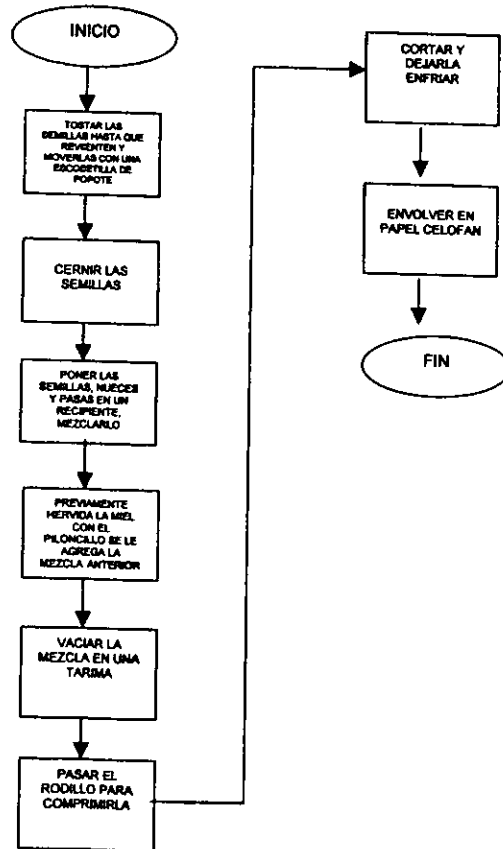 INICIO
TOSTAR LAS
SEMILLAS HASTA QUE
REVIENTEN Y
MOVERLAS CON UNA
ESCOBETILLA DE
POPOTE
CERNIR LAS
SEMILLAS
PONER LAS
SEMILLAS, NUECES
Y PASAS EN UN
RECIPIENTE,
MEZCLARLO
PREVIAMENTE
HERVIDA LA MIEL
CON EL
PILONCILLO SE LE
AGREGA LA
MEZCLA ANTERIOR
VACIAR LA
MEZCLA EN UNA
TARIMA
PASAR EL
RODILLO PARA
COMPRIMIRLA
CORTAR Y
DEJARLA
ENFRIAR
ENVOLVER EN
PAPEL CELOFAN
FIN